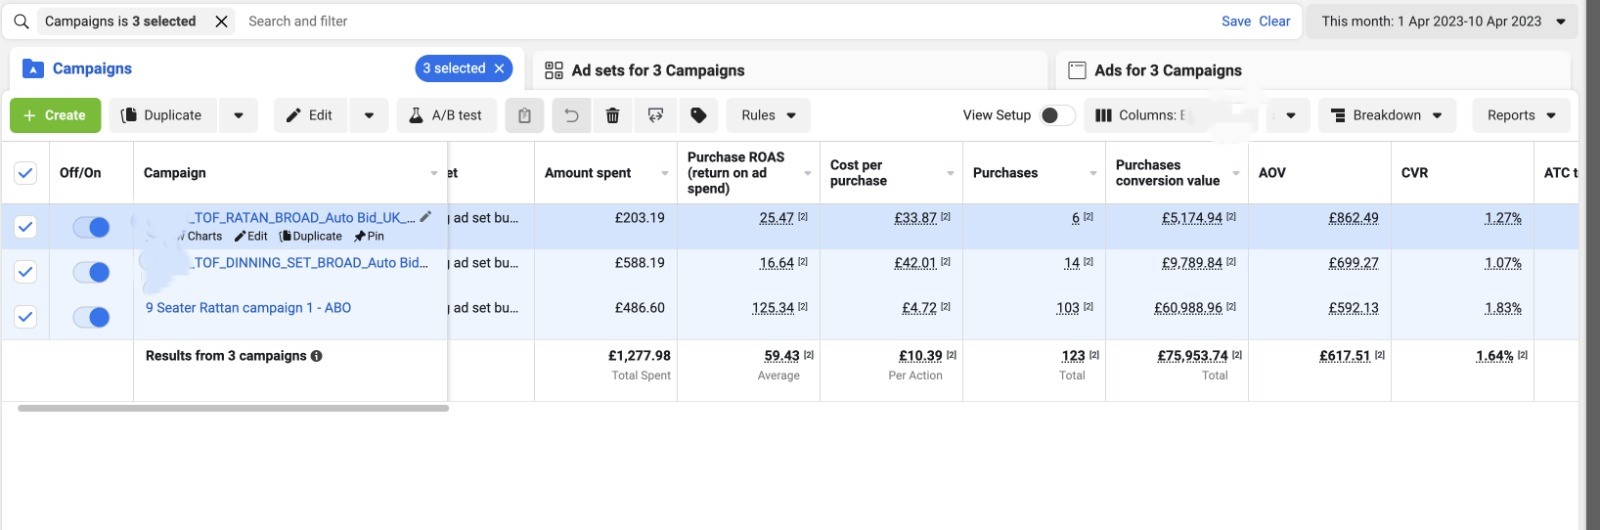 Campaigns is 3 selected Search and filter Save Clear This month: 1 Apr 2023-10 Apr 2023
Campaigns 3 selected Ad sets for 3 Campaigns Ads for 3 Campaigns
+ Create Duplicate Edit A/B test Rules View Setup Columns: Breakdown Reports
Off/On Campaign et Amount spent Purchase ROAS (return on ad spend) Cost per purchase Purchases Purchases conversion value AOV CVR ATC t
_TOF_RATAN_BROAD_Auto Bid_UK_... ad set bu... £203.19 25.47 [2] £33.87 [2] 6 [2] £5,174.94 [2] £862.49 1.27%
Charts Edit Duplicate Pin
_TOF_DINNING_SET_BROAD_Auto Bid... ad set bu... £588.19 16.64 [2] £42.01 [2] 14 [2] £9,789.84 [2] £699.27 1.07%
9 Seater Rattan campaign 1 - ABO ad set bu... £486.60 125.34 [2] £4.72 [2] 103 [2] £60,988.96 [2] £592.13 1.83%
Results from 3 campaigns £1,277.98 59.43 [2] £10.39 [2] 123 [2] £75,953.74 [2] £617.51 [2] 1.64% [2]
Total Spent Average Per Action Total Total